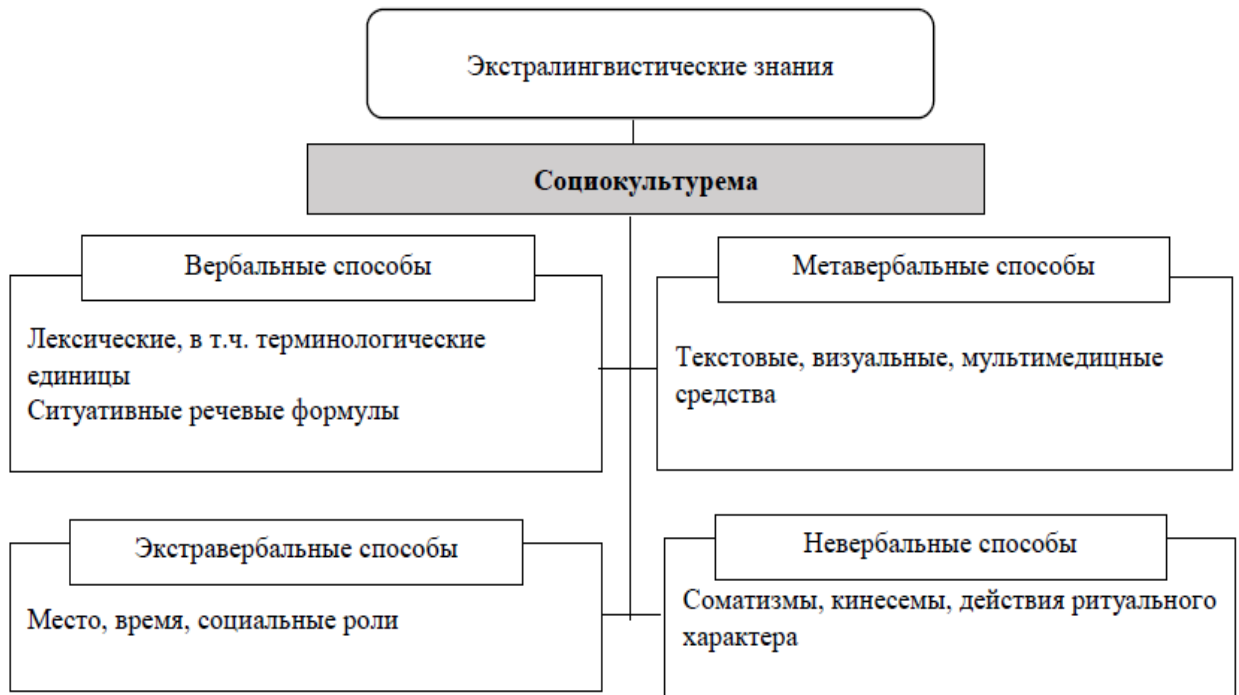 Экстралингвистические знания
Социокультурема
Вербальные способы
Лексические, в т.ч. терминологические
единицы
Ситуативные речевые формулы
Метавербальные способы
Текстовые, визуальные, мультимедицные
средства
Экстравербальные способы
Место, время, социальные роли
Невербальные способы
Соматизмы, кинесемы, действия ритуального
характера